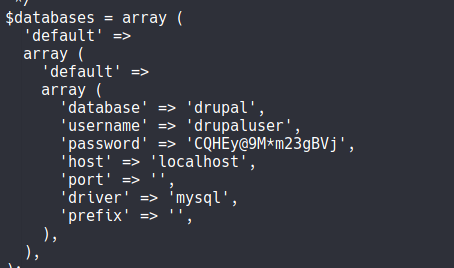 */
$databases = array (
  'default' =>
  array (
    'default' =>
    array (
      'database' => 'drupal',
      'username' => 'drupaluser',
      'password' => 'CQHEy@9M*m23gBVj',
      'host' => 'localhost',
      'port' => '',
      'driver' => 'mysql',
      'prefix' => '',
    ),
  ),
);